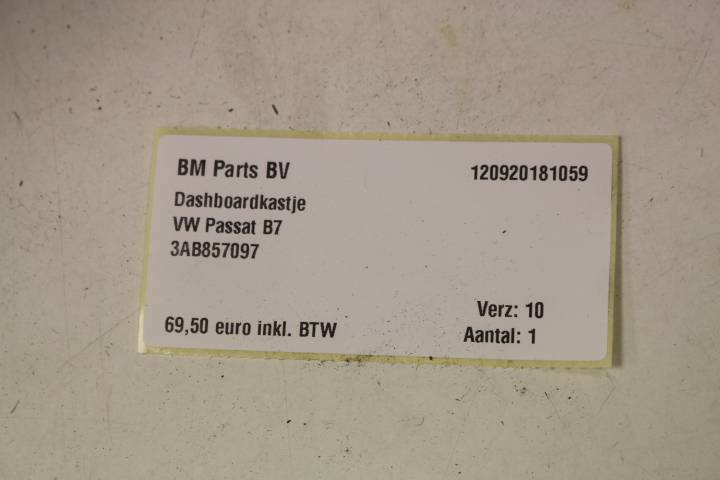 BM Parts BV 120920181059
Dashboardkastje
VW Passat B7
3AB857097
Verz: 10
69,50 euro inkl. BTW Aantal: 1